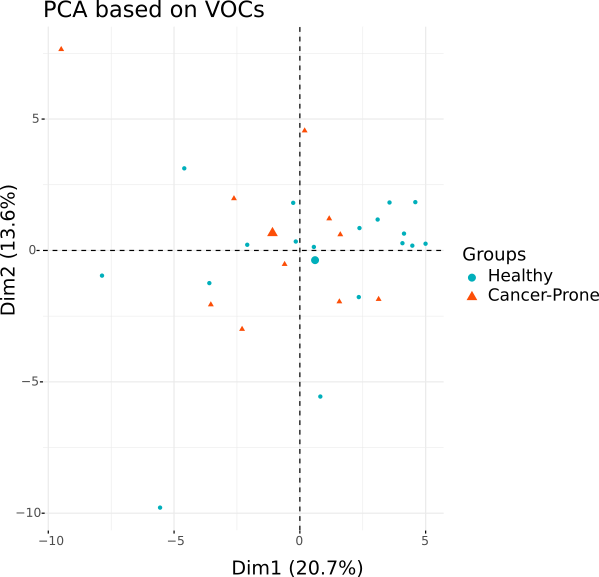 PCA based on VOCs
5
0
−5
−10
Dim2 (13.6%)
−10
−5
0
5
Dim1 (20.7%)
Groups
Healthy
Cancer-Prone